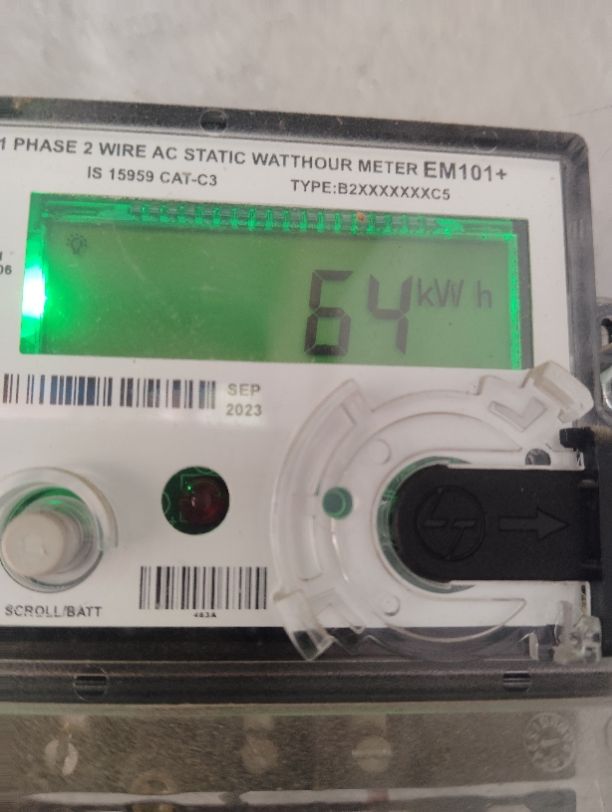 1 PHASE 2 WIRE AC STATIC WATTHOUR METER EM101+
IS 15959 CAT-C3 TYPE:B2XXXXXXXC5
06
64 kWh
SEP
2023
SCROLL/BATT